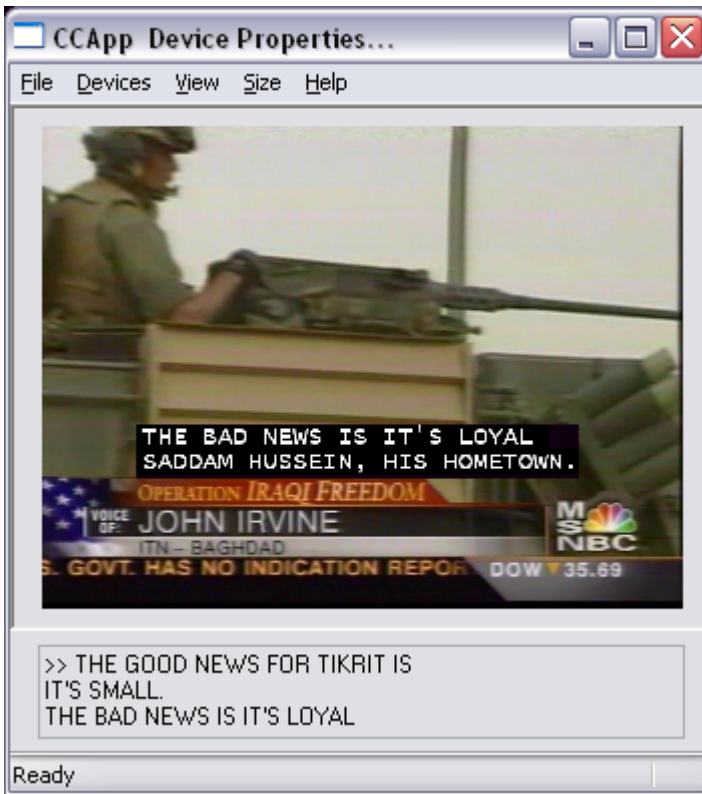 CCApp Device Properties...
File Devices View Size Help
THE BAD NEWS IS IT'S LOYAL
SADDAM HUSSEIN, HIS HOMETOWN.
OPERATION IRAQI FREEDOM
VOICE OF: JOHN IRVINE
MSNBC
ITN – BAGHDAD
S. GOVT. HAS NO INDICATION REPOR
DOW ▼ 35.69
>> THE GOOD NEWS FOR TIKRIT IS
IT'S SMALL.
THE BAD NEWS IS IT'S LOYAL
Ready